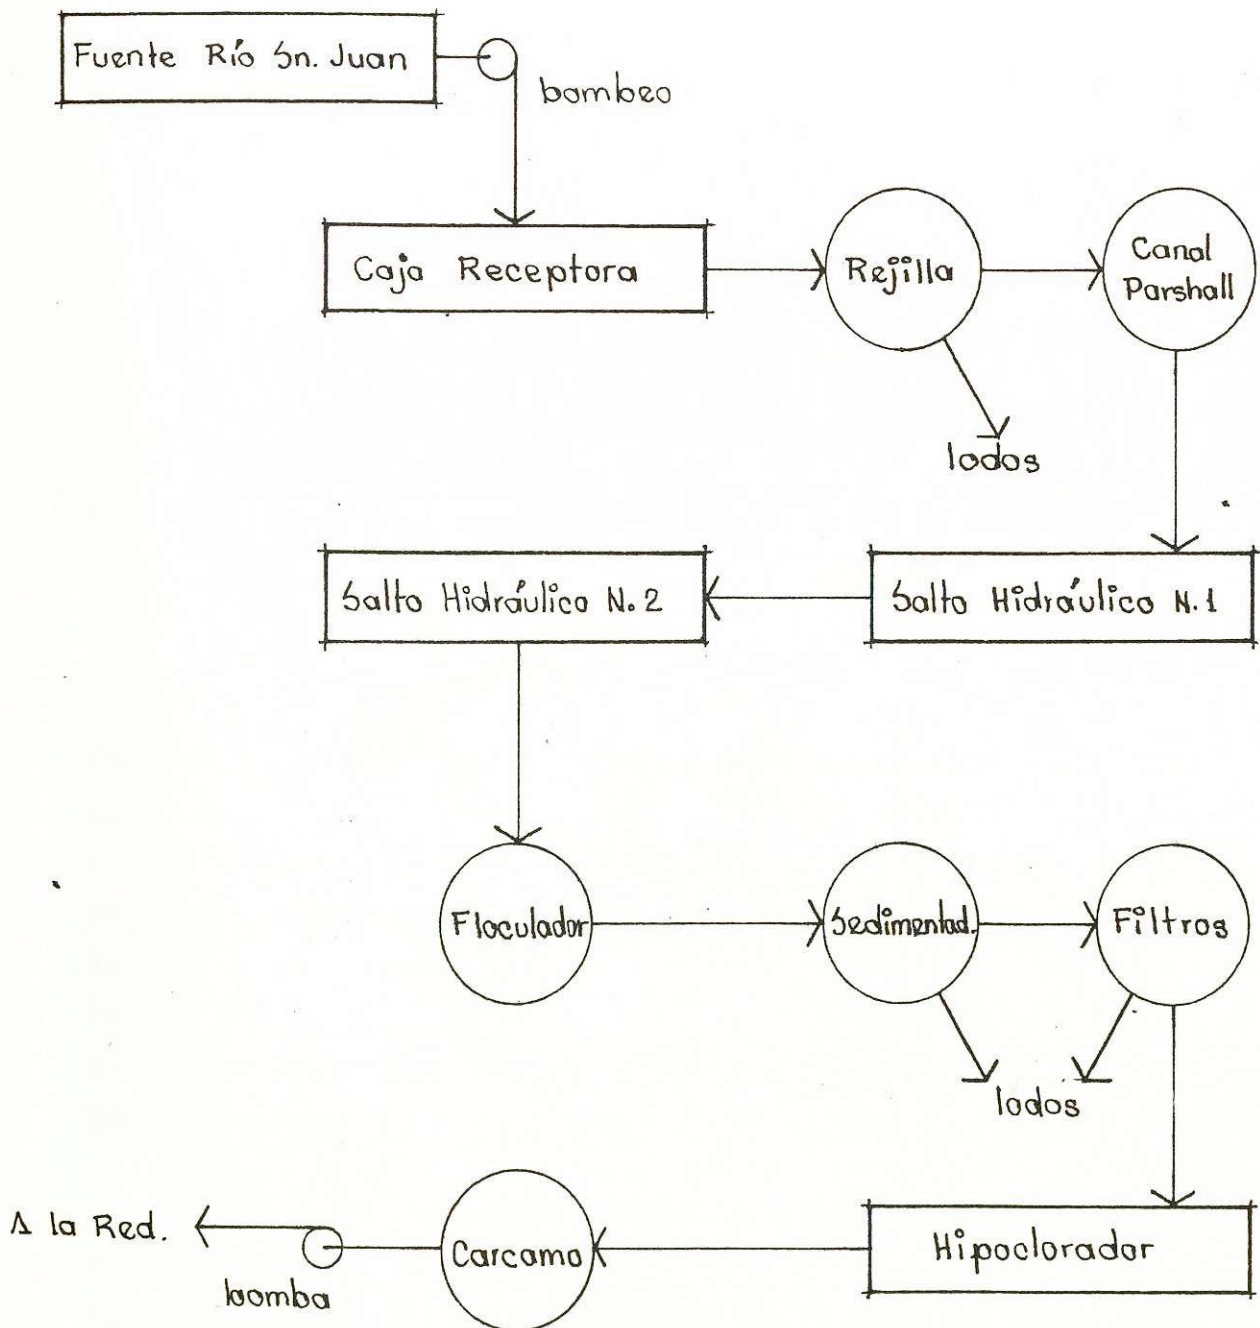 Fuente Río Sn. Juan
bombeo
Caja Receptora
Rejilla
Canal
Parshall
lodos
Salto Hidráulico N. 2
Salto Hidráulico N. 1
Floculador
Sedimentad.
Filtros
lodos
A la Red.
bomba
Carcamo
Hipoclorador